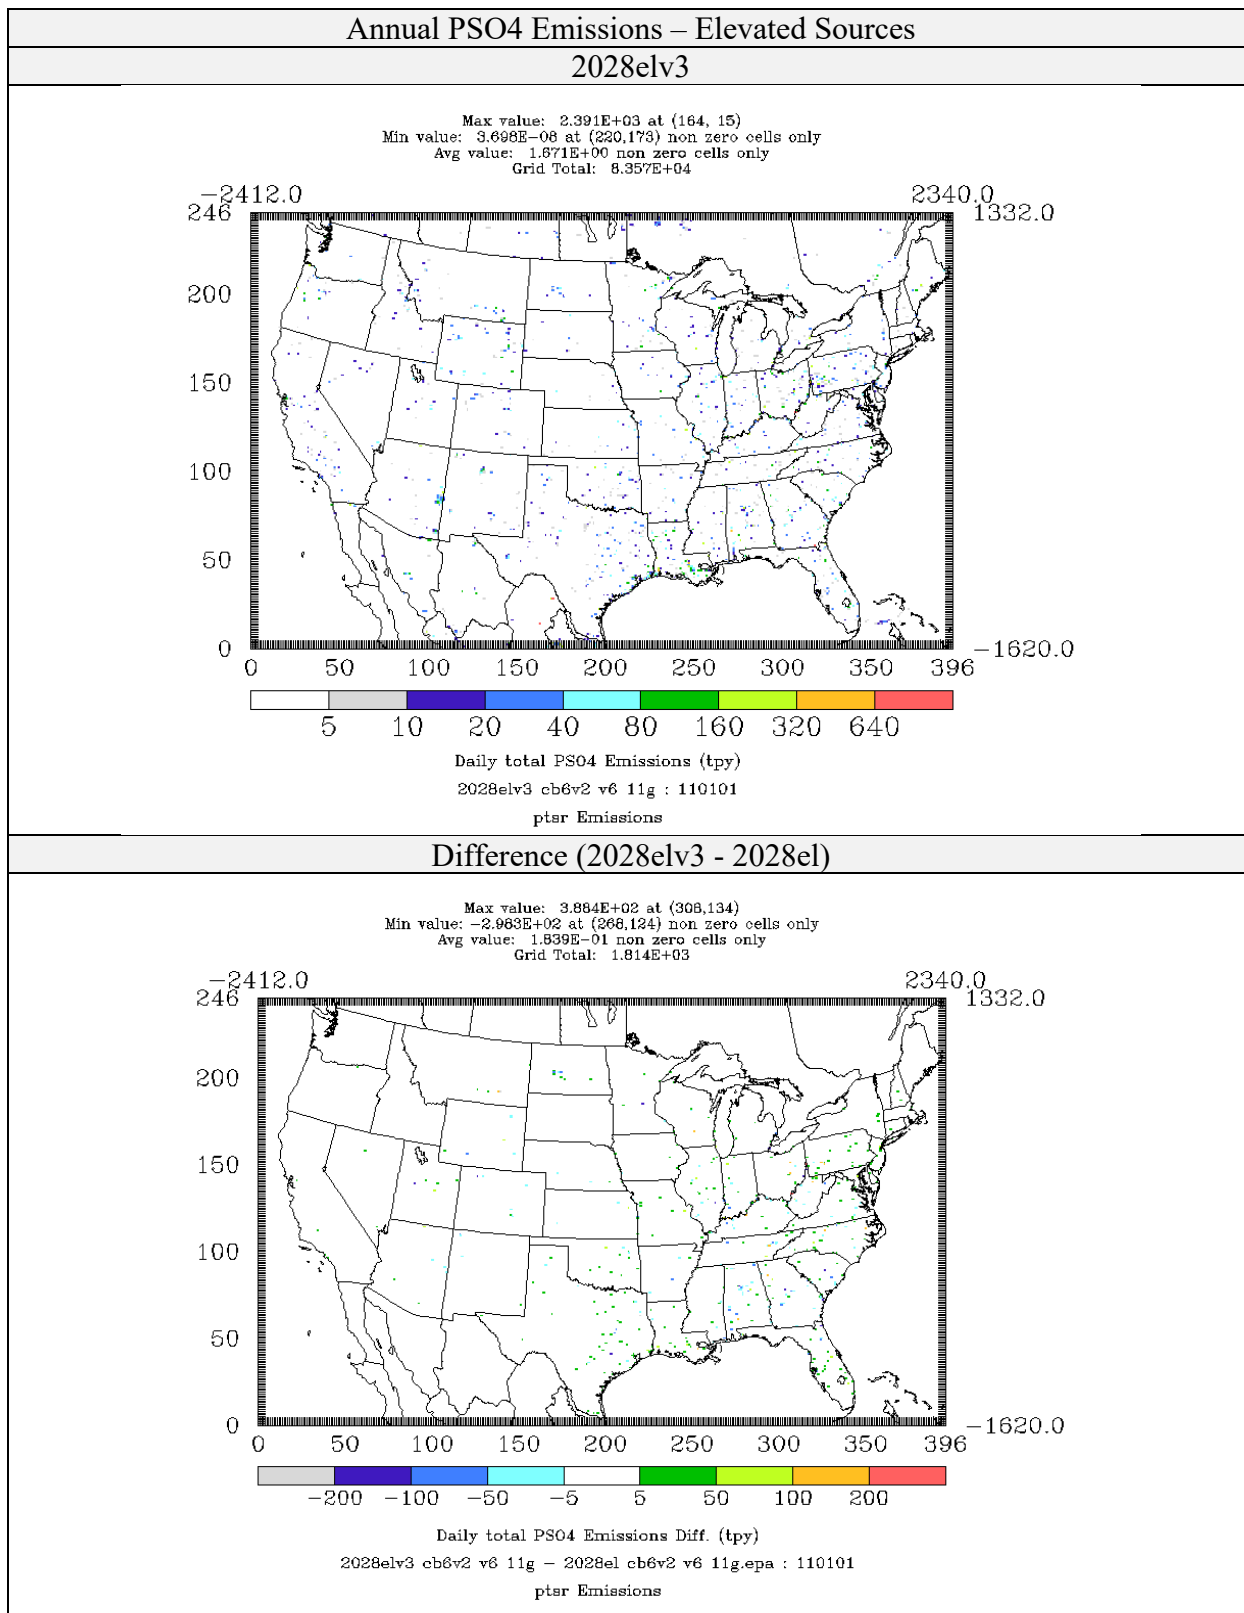 Annual PSO4 Emissions – Elevated Sources
2028elv3
Max value: 2.391E+03 at (164, 15)
Min value: 3.698E−08 at (220,173) non zero cells only
Avg value: 1.671E+00 non zero cells only
Grid Total: 8.357E+04
−2412.0 2340.0
246 1332.0
200
150
100
50
0 −1620.0
0 50 100 150 200 250 300 350 396
5 10 20 40 80 160 320 640
Daily total PSO4 Emissions (tpy)
2028elv3 cb6v2 v6 11g : 110101
ptsr Emissions
Difference (2028elv3 - 2028el)
Max value: 3.884E+02 at (308,134)
Min value: −2.983E+02 at (268,124) non zero cells only
Avg value: 1.839E−01 non zero cells only
Grid Total: 1.814E+03
−2412.0 2340.0
246 1332.0
200
150
100
50
0 −1620.0
0 50 100 150 200 250 300 350 396
−200 −100 −50 −5 5 50 100 200
Daily total PSO4 Emissions Diff. (tpy)
2028elv3 cb6v2 v6 11g − 2028el cb6v2 v6 11g.epa : 110101
ptsr Emissions